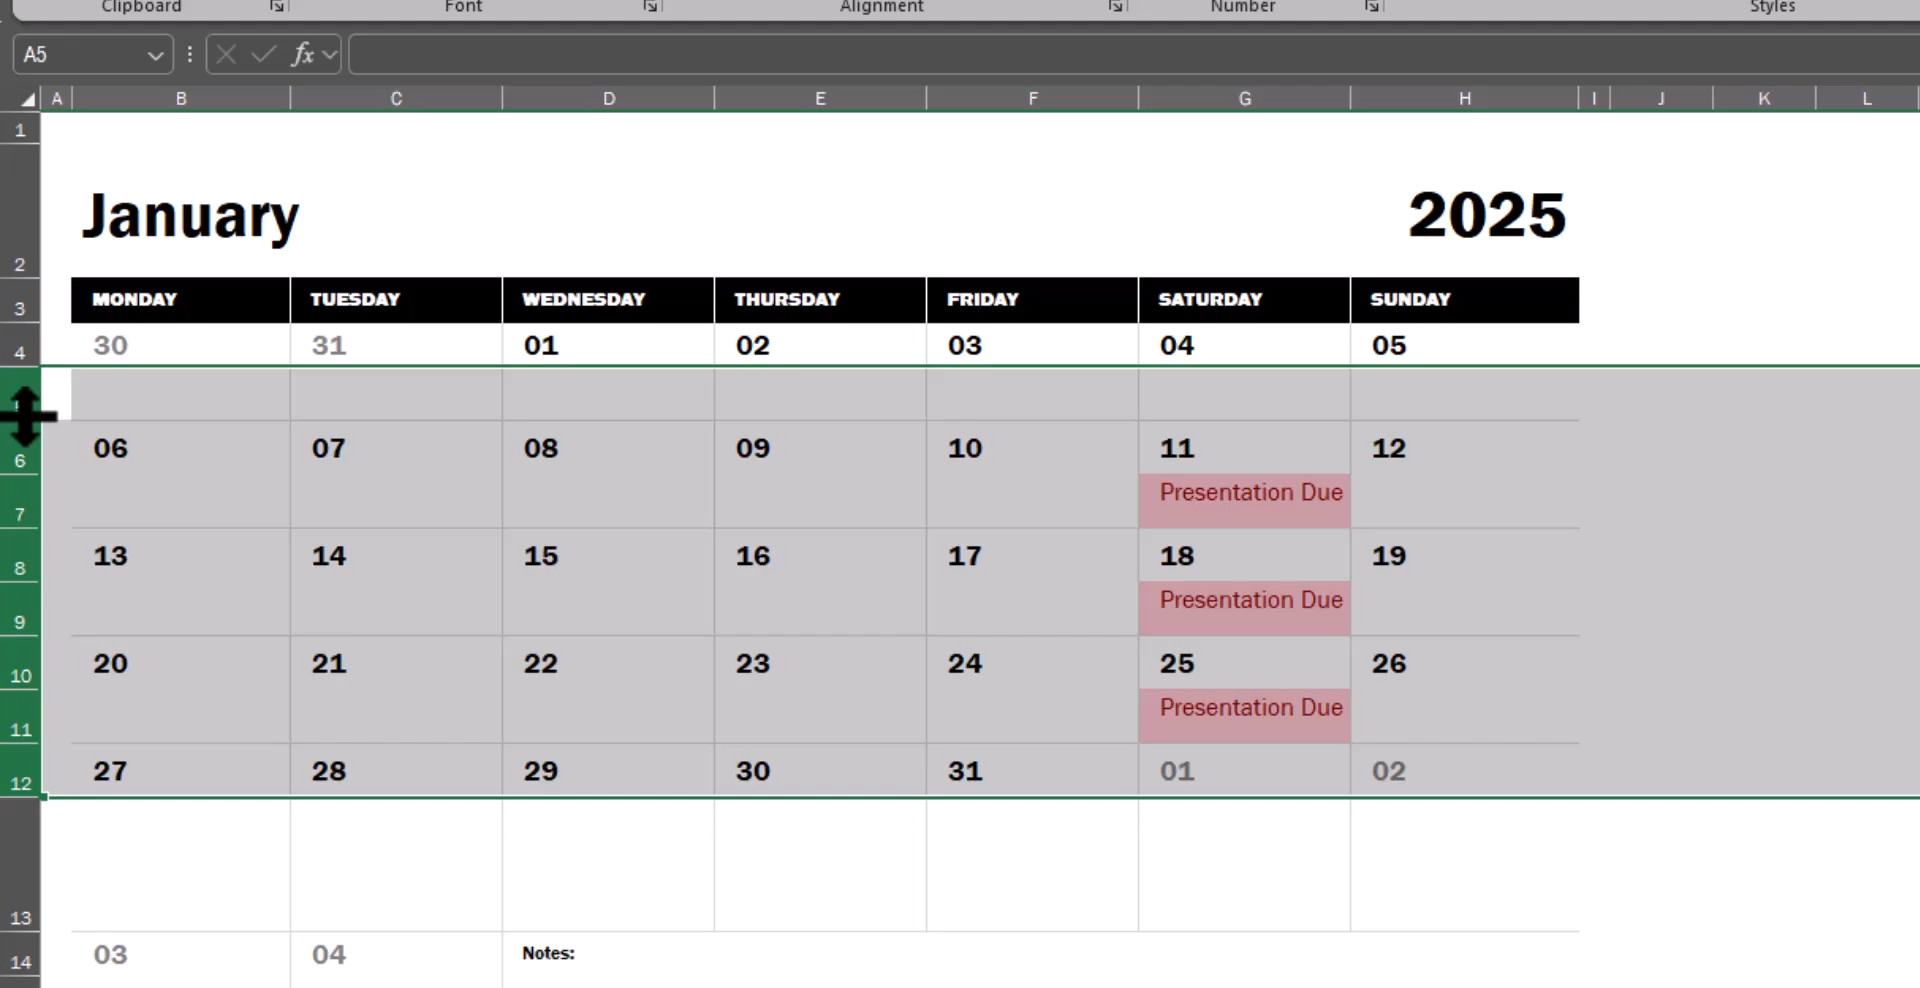 Clipboard Font Alignment Number Styles
A5 fx
A B C D E F G H I J K L
1
January 2025
2
3 MONDAY TUESDAY WEDNESDAY THURSDAY FRIDAY SATURDAY SUNDAY
4 30 31 01 02 03 04 05
6 06 07 08 09 10 11 12
7 Presentation Due
8 13 14 15 16 17 18 19
9 Presentation Due
10 20 21 22 23 24 25 26
11 Presentation Due
12 27 28 29 30 31 01 02
13
14 03 04 Notes: